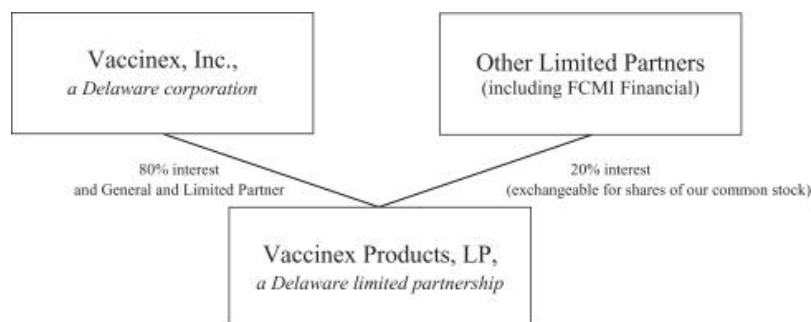 Vaccinex, Inc.,
a Delaware corporation
Other Limited Partners
(including FCMI Financial)
80% interest
and General and Limited Partner
20% interest
(exchangeable for shares of our common stock)
Vaccinex Products, LP,
a Delaware limited partnership